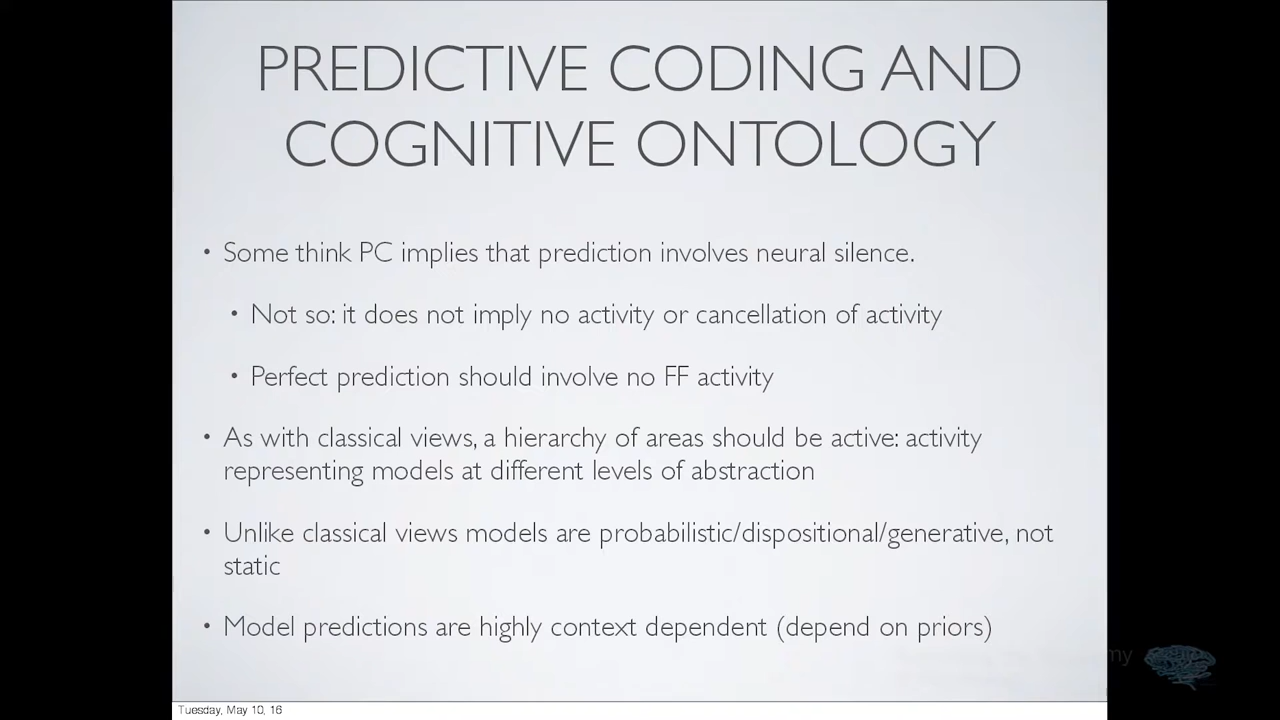 PREDICTIVE CODING AND
COGNITIVE ONTOLOGY
• Some think PC implies that prediction involves neural silence.
• Not so: it does not imply no activity or cancellation of activity
• Perfect prediction should involve no FF activity
• As with classical views, a hierarchy of areas should be active: activity
representing models at different levels of abstraction
• Unlike classical views models are probabilistic/dispositional/generative, not
static
• Model predictions are highly context dependent (depend on priors)
Tuesday, May 10, 16